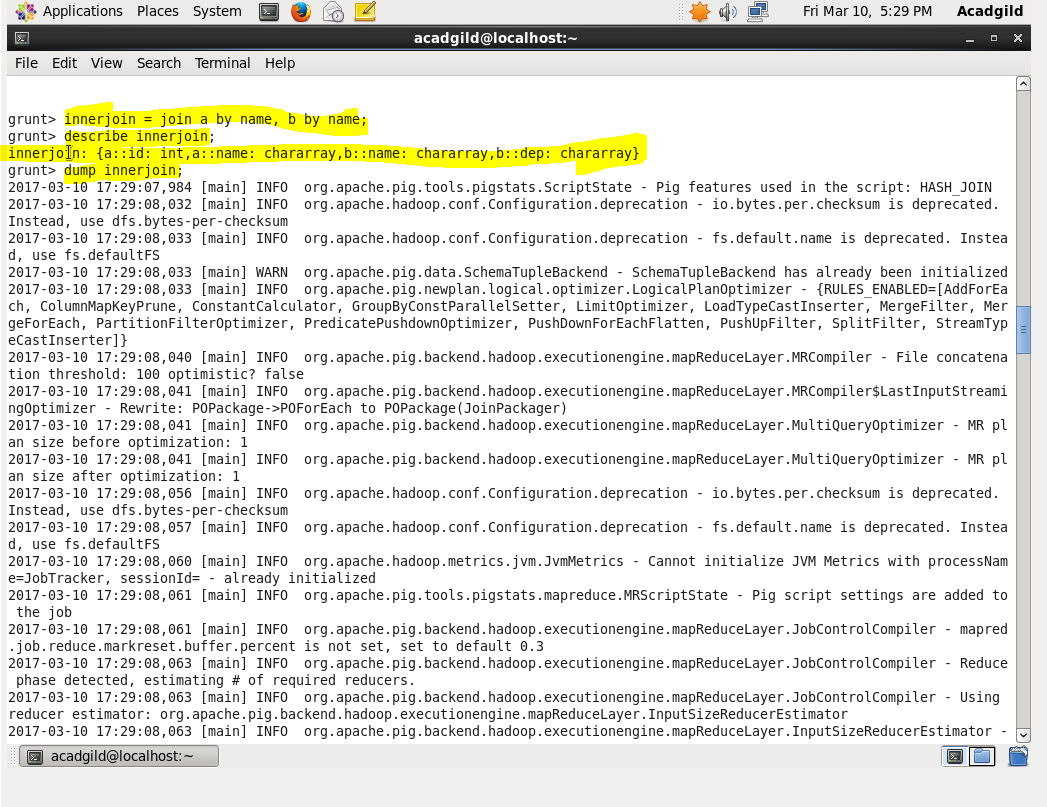 Applications Places System Fri Mar 10, 5:29 PM Acadgild
acadgild@localhost:~
File Edit View Search Terminal Help
grunt> innerjoin = join a by name, b by name;
grunt> describe innerjoin;
innerjoin: {a::id: int,a::name: chararray,b::name: chararray,b::dep: chararray}
grunt> dump innerjoin;
2017-03-10 17:29:07,984 [main] INFO  org.apache.pig.tools.pigstats.ScriptState - Pig features used in the script: HASH_JOIN
2017-03-10 17:29:08,032 [main] INFO  org.apache.hadoop.conf.Configuration.deprecation - io.bytes.per.checksum is deprecated.
Instead, use dfs.bytes-per-checksum
2017-03-10 17:29:08,033 [main] INFO  org.apache.hadoop.conf.Configuration.deprecation - fs.default.name is deprecated. Instea
d, use fs.defaultFS
2017-03-10 17:29:08,033 [main] WARN  org.apache.pig.data.SchemaTupleBackend - SchemaTupleBackend has already been initialized
2017-03-10 17:29:08,033 [main] INFO  org.apache.pig.newplan.logical.optimizer.LogicalPlanOptimizer - {RULES_ENABLED=[AddForEa
ch, ColumnMapKeyPrune, ConstantCalculator, GroupByConstParallelSetter, LimitOptimizer, LoadTypeCastInserter, MergeFilter, Mer
geForEach, PartitionFilterOptimizer, PredicatePushdownOptimizer, PushDownForEachFlatten, PushUpFilter, SplitFilter, StreamTyp
eCastInserter]}
2017-03-10 17:29:08,040 [main] INFO  org.apache.pig.backend.hadoop.executionengine.mapReduceLayer.MRCompiler - File concatena
tion threshold: 100 optimistic? false
2017-03-10 17:29:08,041 [main] INFO  org.apache.pig.backend.hadoop.executionengine.mapReduceLayer.MRCompiler$LastInputStreami
ngOptimizer - Rewrite: POPackage->POForEach to POPackage(JoinPackager)
2017-03-10 17:29:08,041 [main] INFO  org.apache.pig.backend.hadoop.executionengine.mapReduceLayer.MultiQueryOptimizer - MR pl
an size before optimization: 1
2017-03-10 17:29:08,041 [main] INFO  org.apache.pig.backend.hadoop.executionengine.mapReduceLayer.MultiQueryOptimizer - MR pl
an size after optimization: 1
2017-03-10 17:29:08,056 [main] INFO  org.apache.hadoop.conf.Configuration.deprecation - io.bytes.per.checksum is deprecated.
Instead, use dfs.bytes-per-checksum
2017-03-10 17:29:08,057 [main] INFO  org.apache.hadoop.conf.Configuration.deprecation - fs.default.name is deprecated. Instea
d, use fs.defaultFS
2017-03-10 17:29:08,060 [main] INFO  org.apache.hadoop.metrics.jvm.JvmMetrics - Cannot initialize JVM Metrics with processNam
e=JobTracker, sessionId= - already initialized
2017-03-10 17:29:08,061 [main] INFO  org.apache.pig.tools.pigstats.mapreduce.MRScriptState - Pig script settings are added to
 the job
2017-03-10 17:29:08,061 [main] INFO  org.apache.pig.backend.hadoop.executionengine.mapReduceLayer.JobControlCompiler - mapred
.job.reduce.markreset.buffer.percent is not set, set to default 0.3
2017-03-10 17:29:08,063 [main] INFO  org.apache.pig.backend.hadoop.executionengine.mapReduceLayer.JobControlCompiler - Reduce
 phase detected, estimating # of required reducers.
2017-03-10 17:29:08,063 [main] INFO  org.apache.pig.backend.hadoop.executionengine.mapReduceLayer.JobControlCompiler - Using
reducer estimator: org.apache.pig.backend.hadoop.executionengine.mapReduceLayer.InputSizeReducerEstimator
2017-03-10 17:29:08,063 [main] INFO  org.apache.pig.backend.hadoop.executionengine.mapReduceLayer.InputSizeReducerEstimator -
acadgild@localhost:~